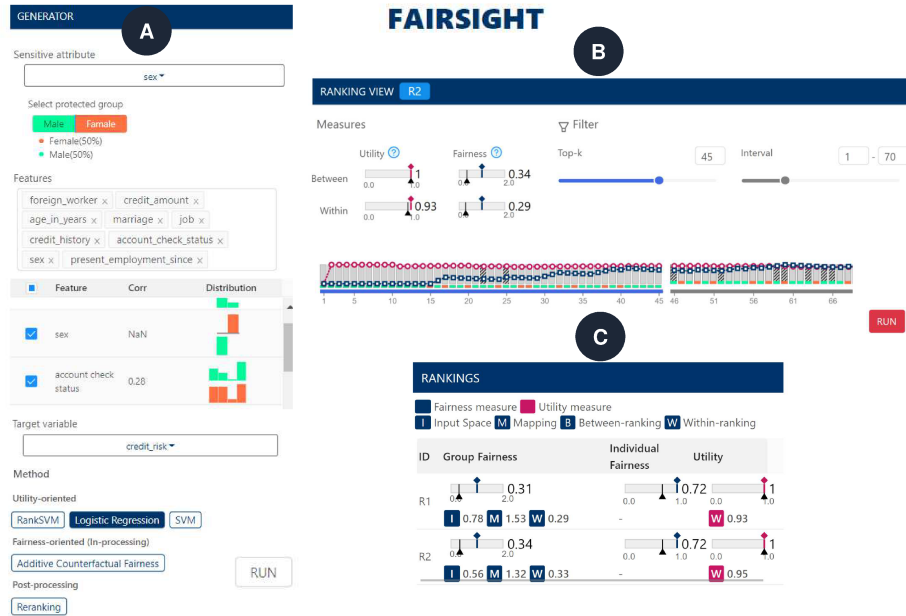 FAIRSIGHT
A
GENERATOR
Sensitive attribute
sex
Select protected group
Male Famale
Female(50%)
Male(50%)
Features
foreign_worker x credit_amount x
age_in_years x marriage x job x
credit_history x account_check_status x
sex x present_employment_since x
Feature Corr Distribution
sex NaN
account check
status 0.28
Target variable
credit_risk
Method
Utility-oriented
RankSVM Logistic Regression SVM
Fairness-oriented (In-processing)
Additive Counterfactual Fairness
RUN
Post-processing
Reranking
B
RANKING VIEW R2
Measures
Filter
Utility ? Fairness ?
Top-k 45 Interval 1 - 70
Between 1 0.34
0.0 1.0 2.0
Within 0.93 0.29
0.0 1.0 2.0
1 5 10 15 20 25 30 35 40 45 46 51 56 61 66
RUN
C
RANKINGS
Fairness measure Utility measure
I Input Space M Mapping B Between-ranking W Within-ranking
ID Group Fairness Individual Fairness Utility
R1 0.31 0.72 1
0.0 2.0 0.0 1.0 0.0 1.0
I 0.78 M 1.53 W 0.29 - W 0.93
R2 0.34 0.72 1
0.0 2.0 0.0 1.0 0.0 1.0
I 0.56 M 1.32 W 0.33 - W 0.95